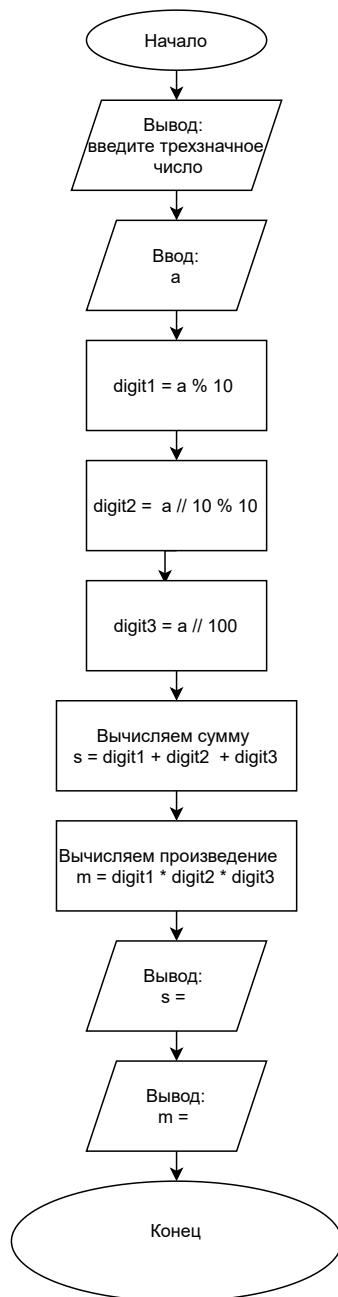 Начало
Вывод:
введите трехзначное
число
Ввод:
a
digit1 = a % 10
digit2 = a // 10 % 10
digit3 = a // 100
Вычисляем сумму
s = digit1 + digit2 + digit3
Вычисляем произведение
m = digit1 * digit2 * digit3
Вывод:
s =
Вывод:
m =
Конец